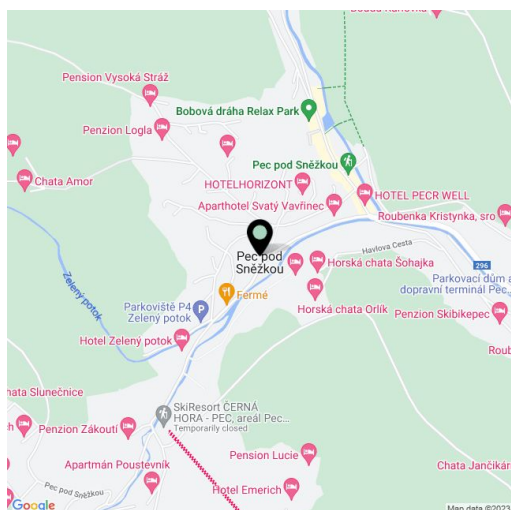 Pension Vysoká Stráž
Bobová dráha Relax Park
Penzion Logla
Pec pod Sněžkou
Chata Amor
HOTELHORIZONT
HOTEL PECR WELL
Aparthotel Svatý Vavřinec
Roubenka Kristynka, sro
Havlova Cesta
Pec pod
Sněžkou
Horská chata Šohajka
296
Zelený potok
Parkovací dům a
dopravní terminál Pec...
Fermé
Parkoviště P4
Zelený potok
Horská chata Orlík
Penzion Skibikepec
Hotel Zelený potok
Roub
hata Slunečnice
SkiResort ČERNÁ
HORA - PEC, areál Pec...
Temporarily closed
ch
Penzion Zákoutí
Pension Lucie
Apartmán Poustevník
Chata Jančikár
Pec pod Sněžkou
Hotel Emerich
Google
Map data ©2023